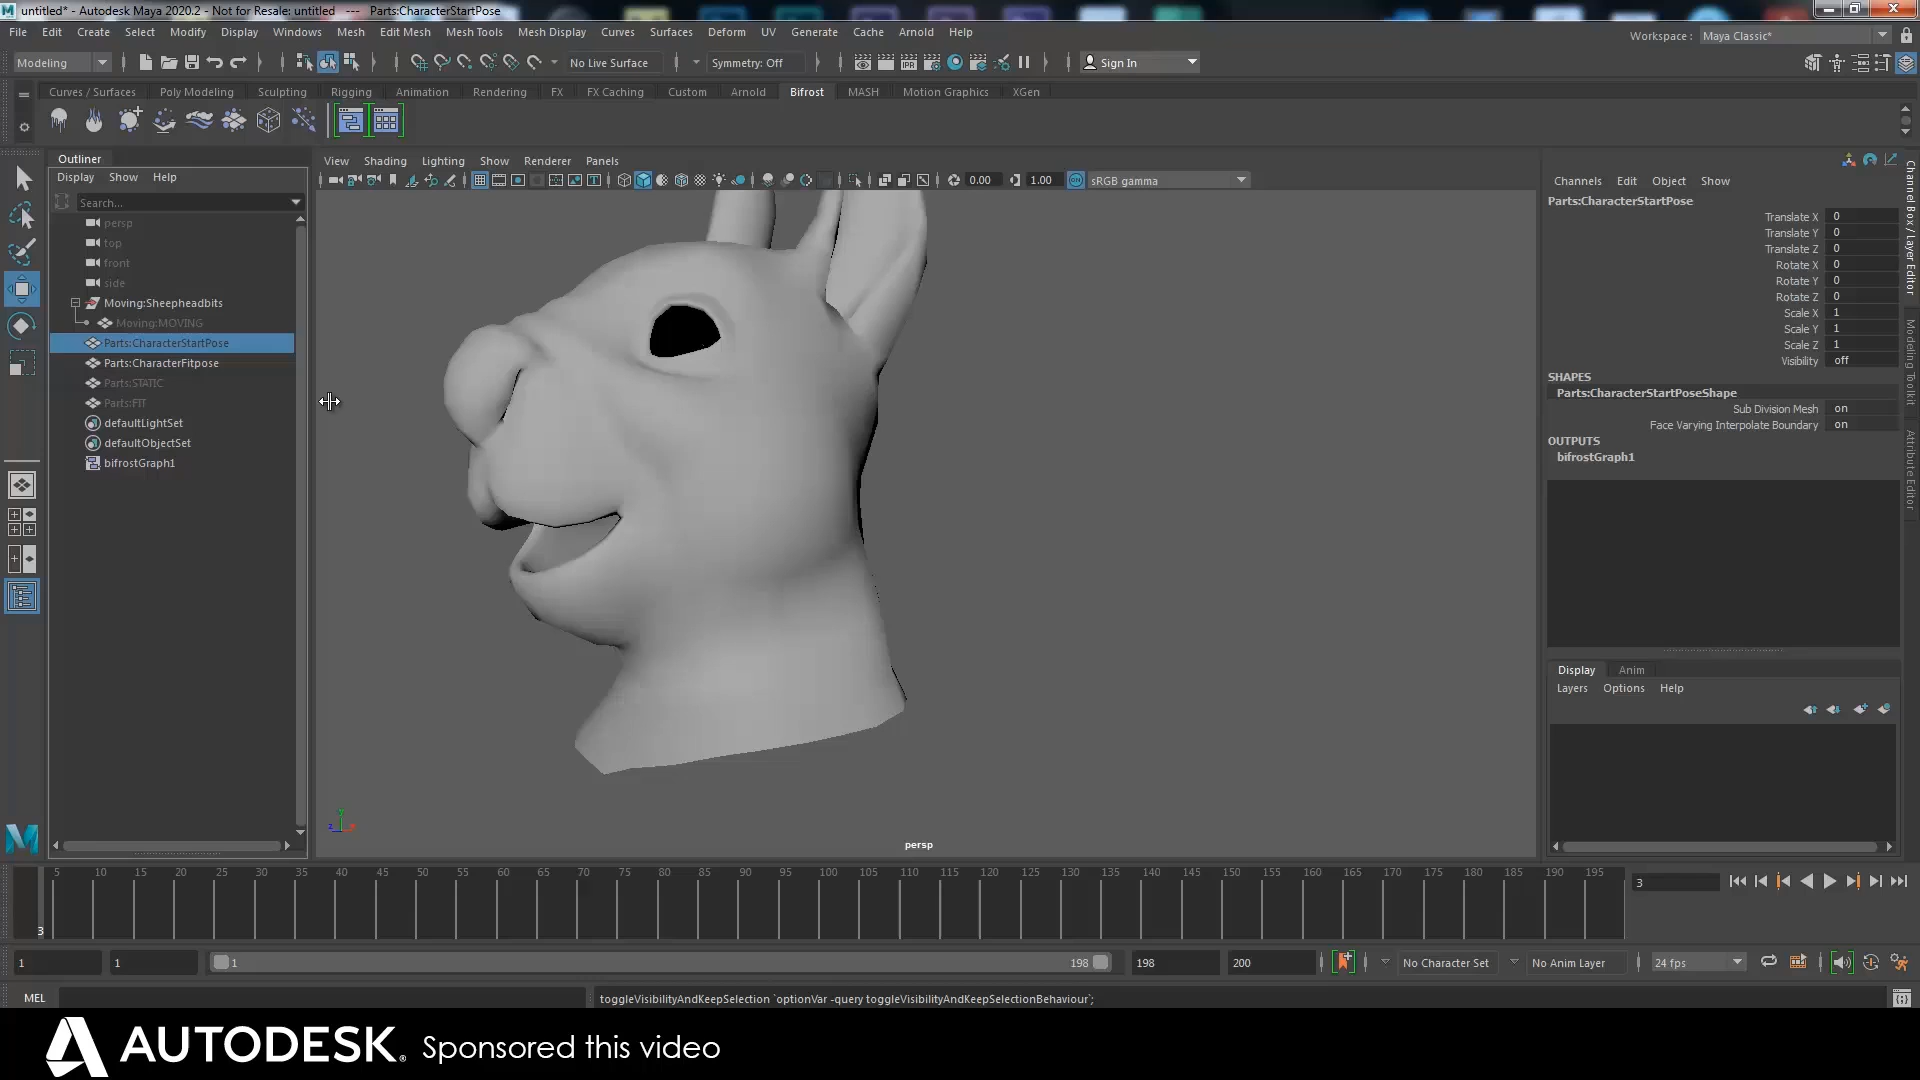 untitled* - Autodesk Maya 2020.2 - Not for Resale: untitled --- Parts:CharacterStartPose
File Edit Create Select Modify Display Windows Mesh Edit Mesh Mesh Tools Mesh Display Curves Surfaces Deform UV Generate Cache Arnold Help
Workspace : Maya Classic*
Modeling No Live Surface Symmetry: Off Sign In
Curves / Surfaces Poly Modeling Sculpting Rigging Animation Rendering FX FX Caching Custom Arnold Bifrost MASH Motion Graphics XGen
Outliner
Display Show Help
Search...
persp
top
front
side
Moving:Sheepheadbits
Moving:MOVING
Parts:CharacterStartPose
Parts:CharacterFitpose
Parts:STATIC
Parts:FIT
defaultLightSet
defaultObjectSet
bifrostGraph1
View Shading Lighting Show Renderer Panels
0.00 1.00 ON sRGB gamma
persp
Channels Edit Object Show
Parts:CharacterStartPose
Translate X 0
Translate Y 0
Translate Z 0
Rotate X 0
Rotate Y 0
Rotate Z 0
Scale X 1
Scale Y 1
Scale Z 1
Visibility off
SHAPES
Parts:CharacterStartPoseShape
Sub Division Mesh on
Face Varying Interpolate Boundary on
OUTPUTS
bifrostGraph1
Display Anim
Layers Options Help
Channel Box / Layer Editor
Modeling Toolkit
Attribute Editor
5 10 15 20 25 30 35 40 45 50 55 60 65 70 75 80 85 90 95 100 105 110 115 120 125 130 135 140 145 150 155 160 165 170 175 180 185 190 195
3
3
1 1 1 198 198 200 No Character Set No Anim Layer 24 fps
MEL toggleVisibilityAndKeepSelection `optionVar -query toggleVisibilityAndKeepSelectionBehaviour`;
AUTODESK. Sponsored this video